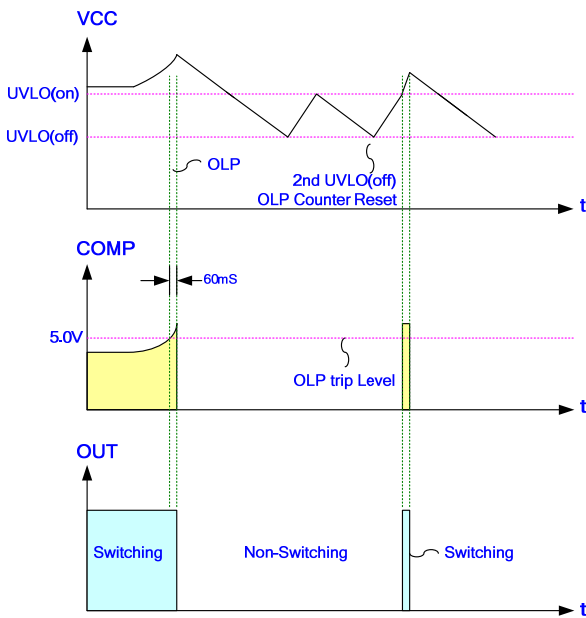 VCC
UVLO(on)
UVLO(off)
OLP
2nd UVLO(off)
OLP Counter Reset
t
COMP
60mS
5.0V
OLP trip Level
t
OUT
Switching
Non-Switching
Switching
t